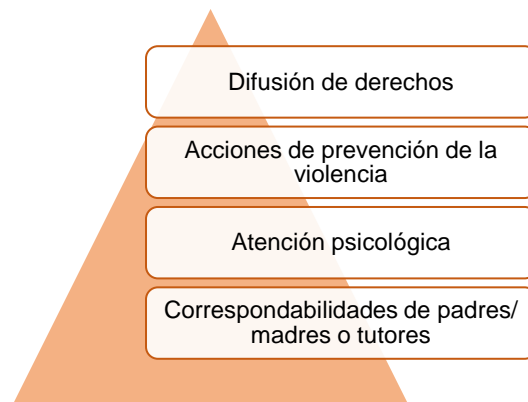 Difusión de derechos
Acciones de prevención de la
violencia
Atención psicológica
Correspondabilidades de padres/
madres o tutores